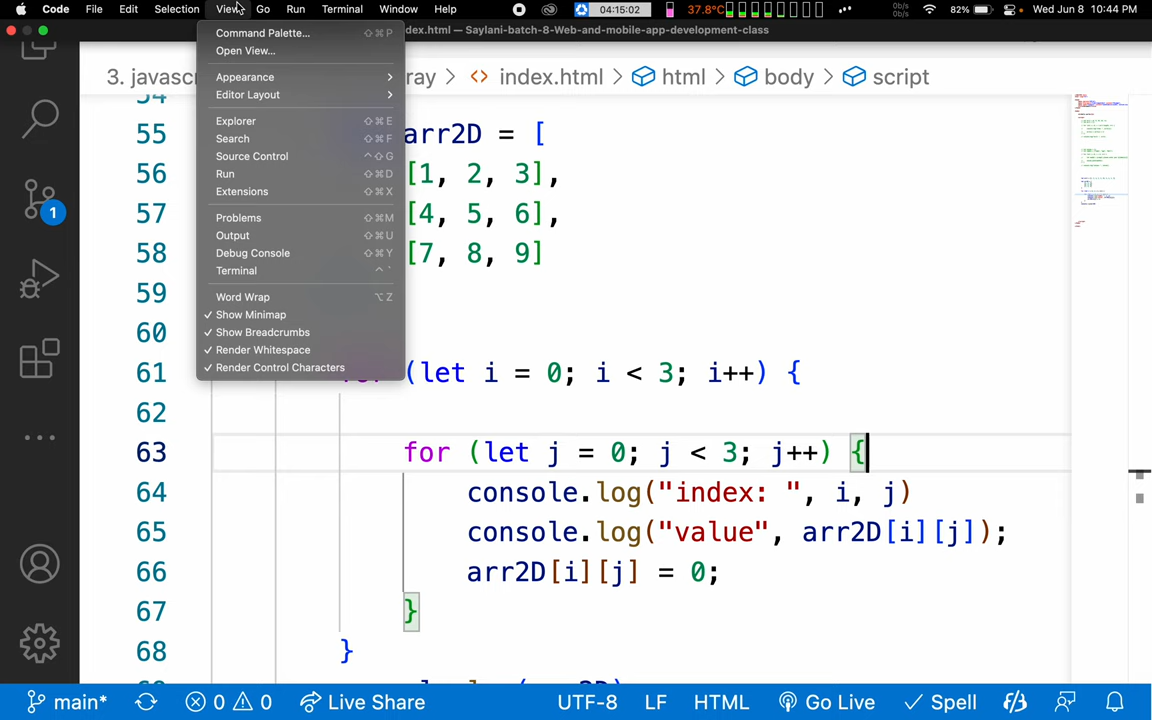 Code File Edit Selection View Go Run Terminal Window Help 04:15:02 37.8°C 0b/s 0b/s 82% Wed Jun 8 10:44 PM
dex.html — Saylani-batch-8-Web-and-mobile-app-development-class
Command Palette... ⇧⌘P
Open View...
Appearance >
Editor Layout >
Explorer ⇧⌘E
Search ⇧⌘F
Source Control ⌃⇧G
Run ⇧⌘D
Extensions ⇧⌘X
Problems ⇧⌘M
Output ⇧⌘U
Debug Console ⇧⌘Y
Terminal ⌃`
Word Wrap ⌥Z
✓ Show Minimap
✓ Show Breadcrumbs
✓ Render Whitespace
✓ Render Control Characters
3. javasc ray > <> index.html > html > body > script
54
55 arr2D = [
56 [1, 2, 3],
57 [4, 5, 6],
58 [7, 8, 9]
59
60
61 for (let i = 0; i < 3; i++) {
62
63 for (let j = 0; j < 3; j++) {
64 console.log("index: ", i, j)
65 console.log("value", arr2D[i][j]);
66 arr2D[i][j] = 0;
67 }
68 }
1
main* 0 0 Live Share UTF-8 LF HTML Go Live Spell